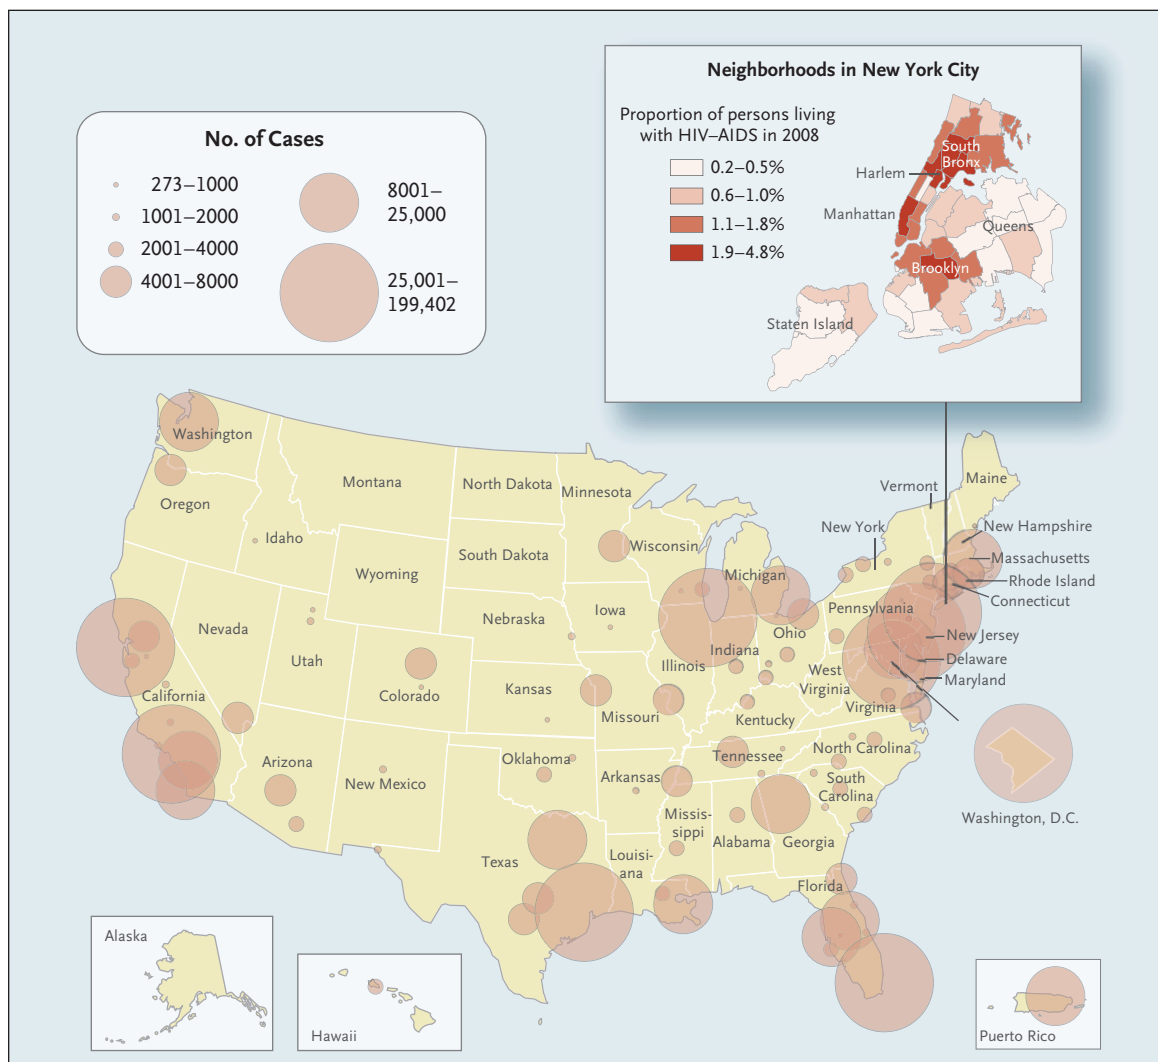 Neighborhoods in New York City
Proportion of persons living
with HIV–AIDS in 2008
0.2–0.5%
0.6–1.0%
1.1–1.8%
1.9–4.8%
South
Bronx
Harlem
Manhattan
Queens
Brooklyn
Staten Island
No. of Cases
273–1000
1001–2000
2001–4000
4001–8000
8001–
25,000
25,001–
199,402
Washington
Oregon
Idaho
Montana
North Dakota
Minnesota
South Dakota
Wisconsin
Wyoming
Michigan
Iowa
Nebraska
Nevada
Utah
Colorado
California
Kansas
Illinois
Indiana
Ohio
Missouri
Kentucky
West
Virginia
Virginia
Pennsylvania
New York
Vermont
Maine
New Hampshire
Massachusetts
Rhode Island
Connecticut
New Jersey
Delaware
Maryland
Washington, D.C.
Arizona
New Mexico
Oklahoma
Arkansas
Tennessee
North Carolina
South
Carolina
Missis-
sippi
Alabama
Georgia
Texas
Louisi-
ana
Florida
Alaska
Hawaii
Puerto Rico